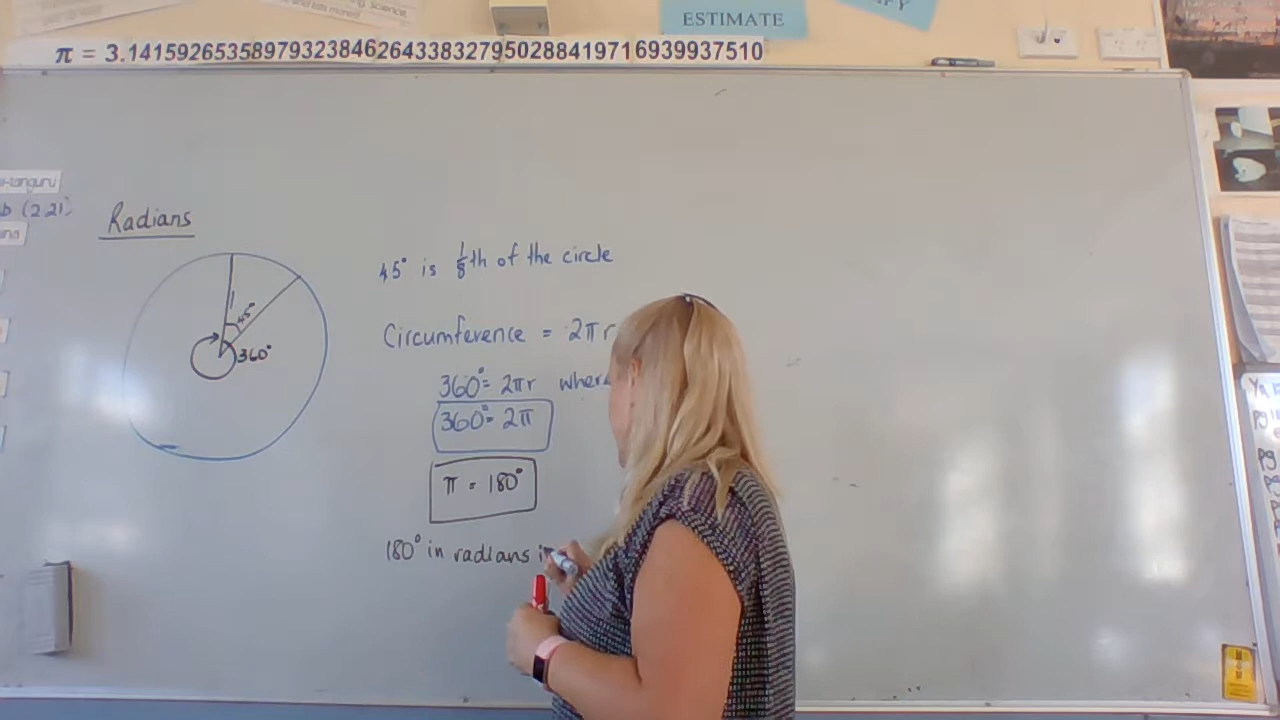 ESTIMATE
π = 3.14159265358979323846264338327950288419716939937510
Radians
45° is 1/8th of the circle
45°
360°
Circumference = 2πr
360° = 2πr where
360° = 2π
π = 180°
180° in radians